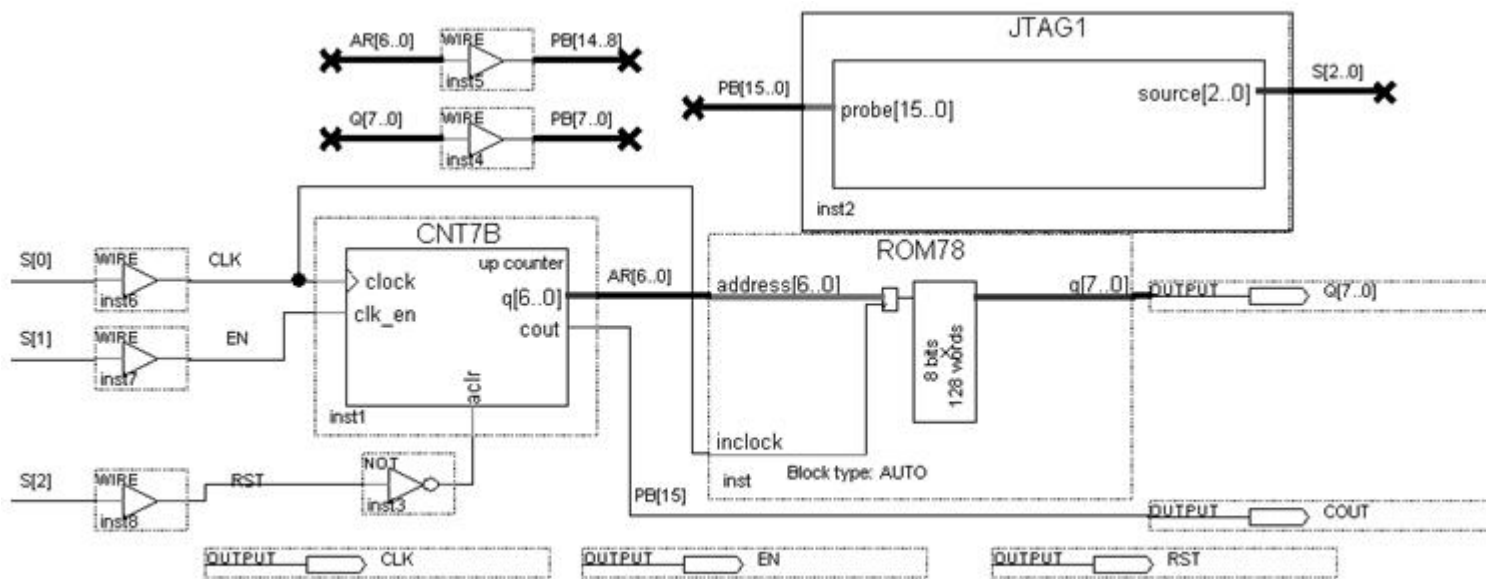 JTAG1
AR[6..0] WIRE PB[14..8]
inst5
PB[15..0] probe[15..0] source[2..0] S[2..0]
Q[7..0] WIRE PB[7..0]
inst4
inst2
CNT7B
ROM78
up counter
S[0] WIRE CLK
inst6
clock
q[6..0] AR[6..0] address[6..0] q[7..0] OUTPUT Q[7..0]
clk_en
cout
S[1] WIRE EN
inst7
8 bits
×
128 words
aclr
inst1
inclock
Block type: AUTO
inst
S[2] WIRE RST NOT
inst8
inst3
PB[15] OUTPUT COUT
OUTPUT CLK OUTPUT EN OUTPUT RST